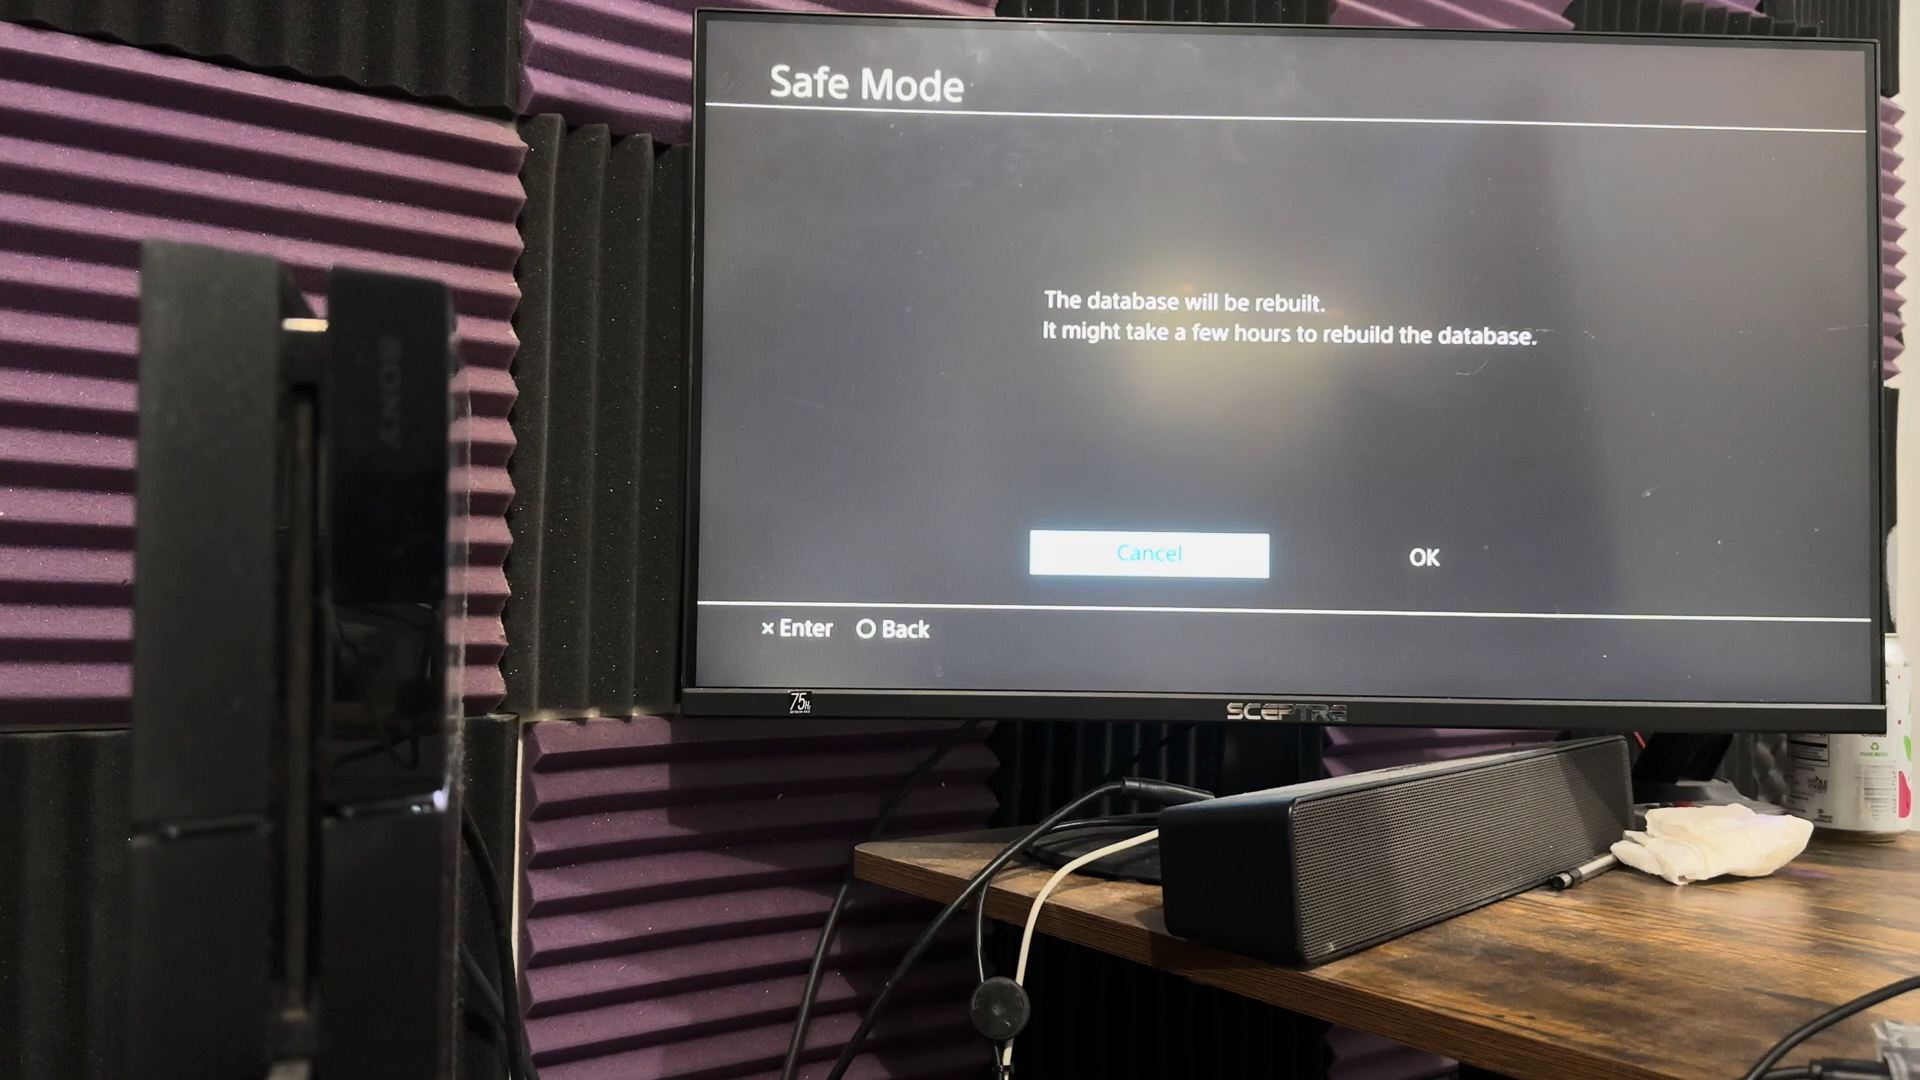 Safe Mode
The database will be rebuilt.
It might take a few hours to rebuild the database.
Cancel
OK
× Enter
○ Back
75Hz
SCEPTRE
SONY